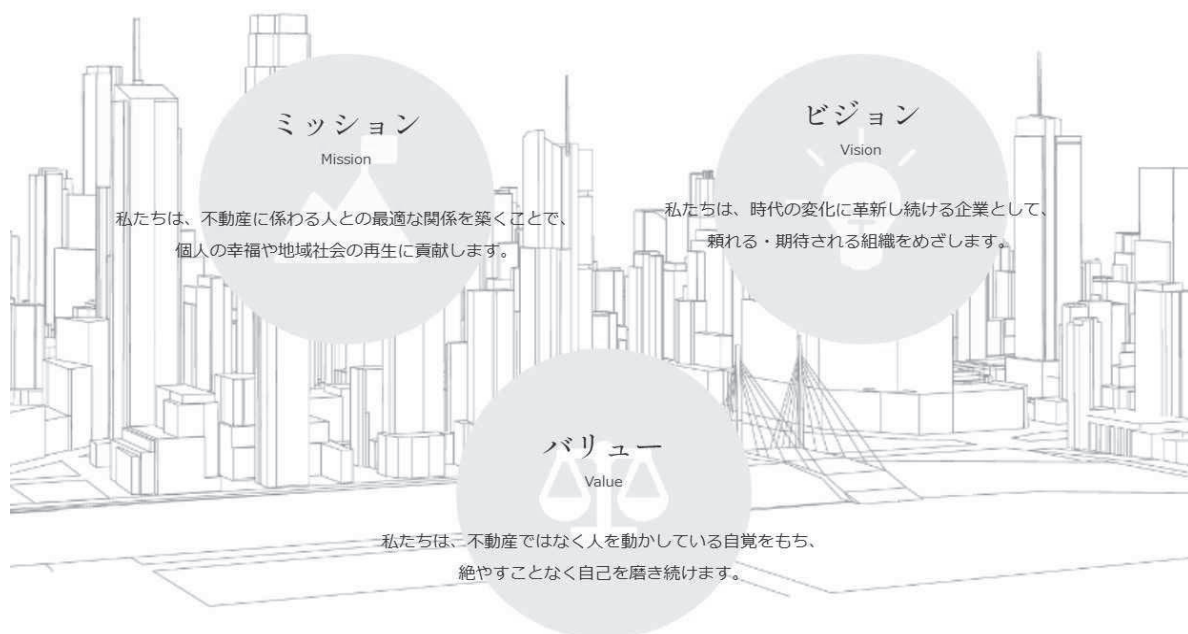 ミッション
Mission
私たちは、不動産に係わる人との最適な関係を築くことで、
個人の幸福や地域社会の再生に貢献します。
ビジョン
Vision
私たちは、時代の変化に革新し続ける企業として、
頼れる・期待される組織をめざします。
バリュー
Value
私たちは、不動産ではなく人を動かしている自覚をもち、
絶やすことなく自己を磨き続けます。